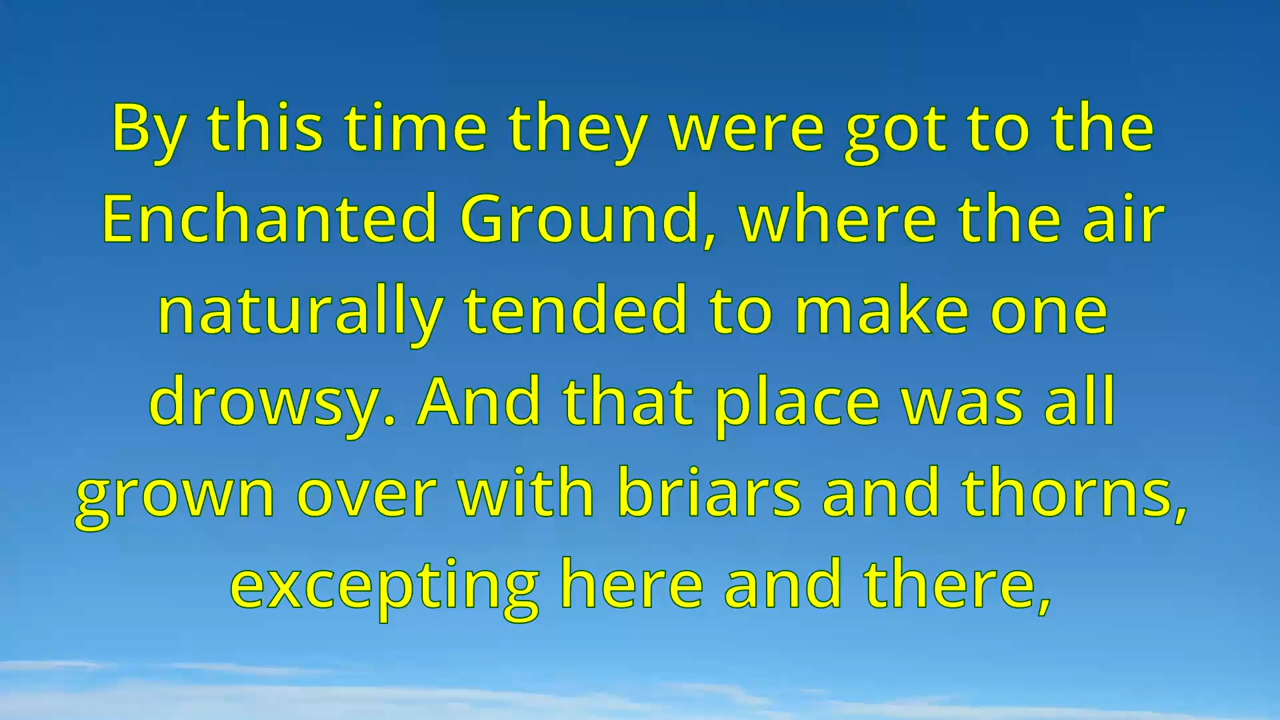 By this time they were got to the
Enchanted Ground, where the air
naturally tended to make one
drowsy. And that place was all
grown over with briars and thorns,
excepting here and there,